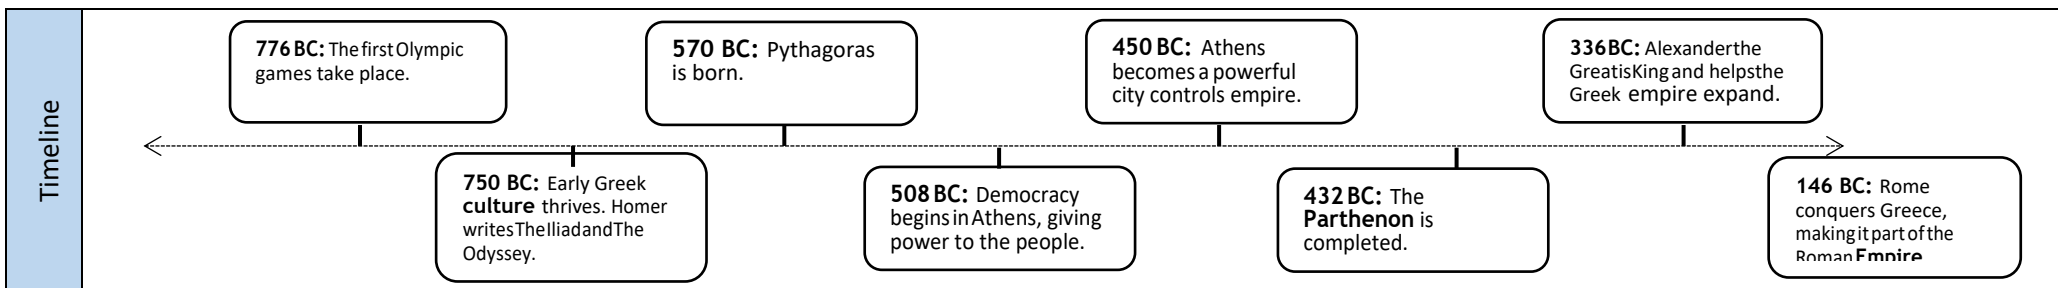 Timeline
776 BC: The first Olympic
games take place.
750 BC: Early Greek
culture thrives. Homer
writes The Iliad and The
Odyssey.
570 BC: Pythagoras
is born.
508 BC: Democracy
begins in Athens, giving
power to the people.
450 BC: Athens
becomes a powerful
city controls empire.
432 BC: The
Parthenon is
completed.
336 BC: Alexander the
Great is King and helps the
Greek empire expand.
146 BC: Rome
conquers Greece,
making it part of the
Roman Empire